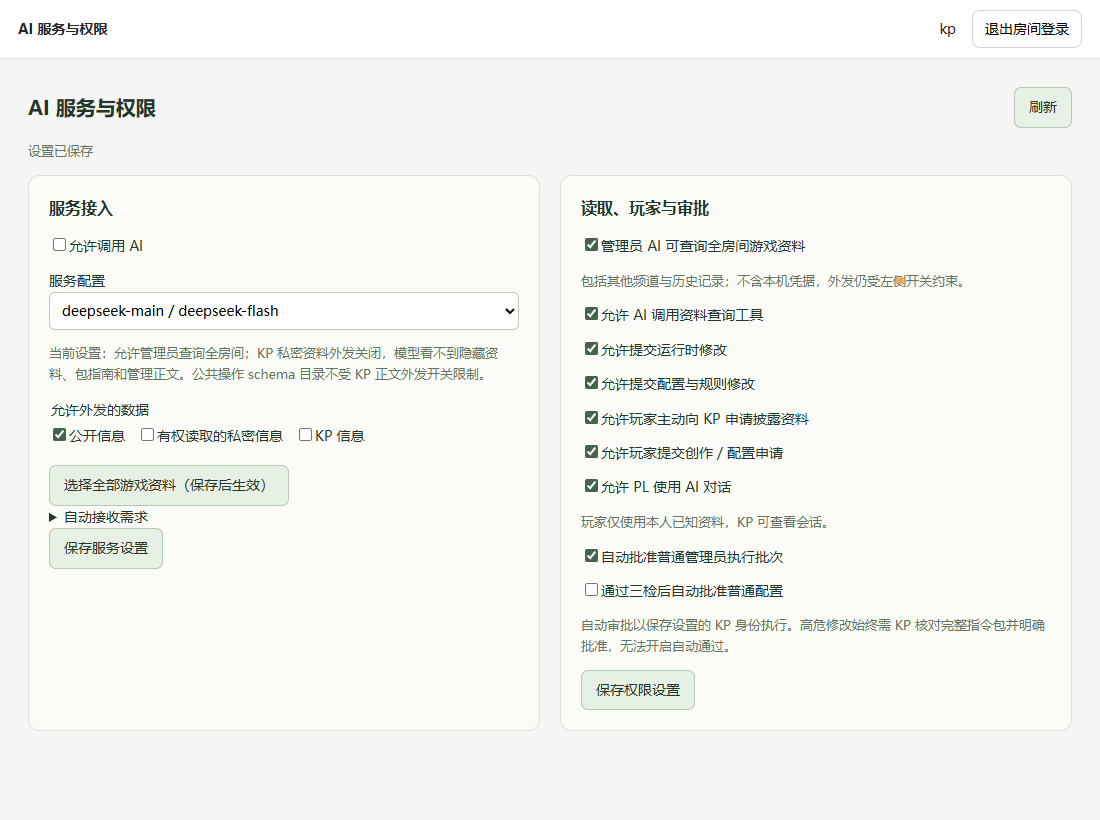 AI 服务与权限
kp
退出房间登录
AI 服务与权限
刷新
设置已保存
服务接入
允许调用 AI
服务配置
deepseek-main / deepseek-flash
当前设置：允许管理员查询全房间；KP 私密资料外发关闭，模型看不到隐藏资
料、包指南和管理正文。公共操作 schema 目录不受 KP 正文外发开关限制。
允许外发的数据
公开信息 有权读取的私密信息 KP 信息
选择全部游戏资料（保存后生效）
自动接收需求
保存服务设置
读取、玩家与审批
管理员 AI 可查询全房间游戏资料
包括其他频道与历史记录；不含本机凭据，外发仍受左侧开关约束。
允许 AI 调用资料查询工具
允许提交运行时修改
允许提交配置与规则修改
允许玩家主动向 KP 申请披露资料
允许玩家提交创作 / 配置申请
允许 PL 使用 AI 对话
玩家仅使用本人已知资料，KP 可查看会话。
自动批准普通管理员执行批次
通过三检后自动批准普通配置
自动审批以保存设置的 KP 身份执行。高危修改始终需 KP 核对完整指令包并明确
批准，无法开启自动通过。
保存权限设置